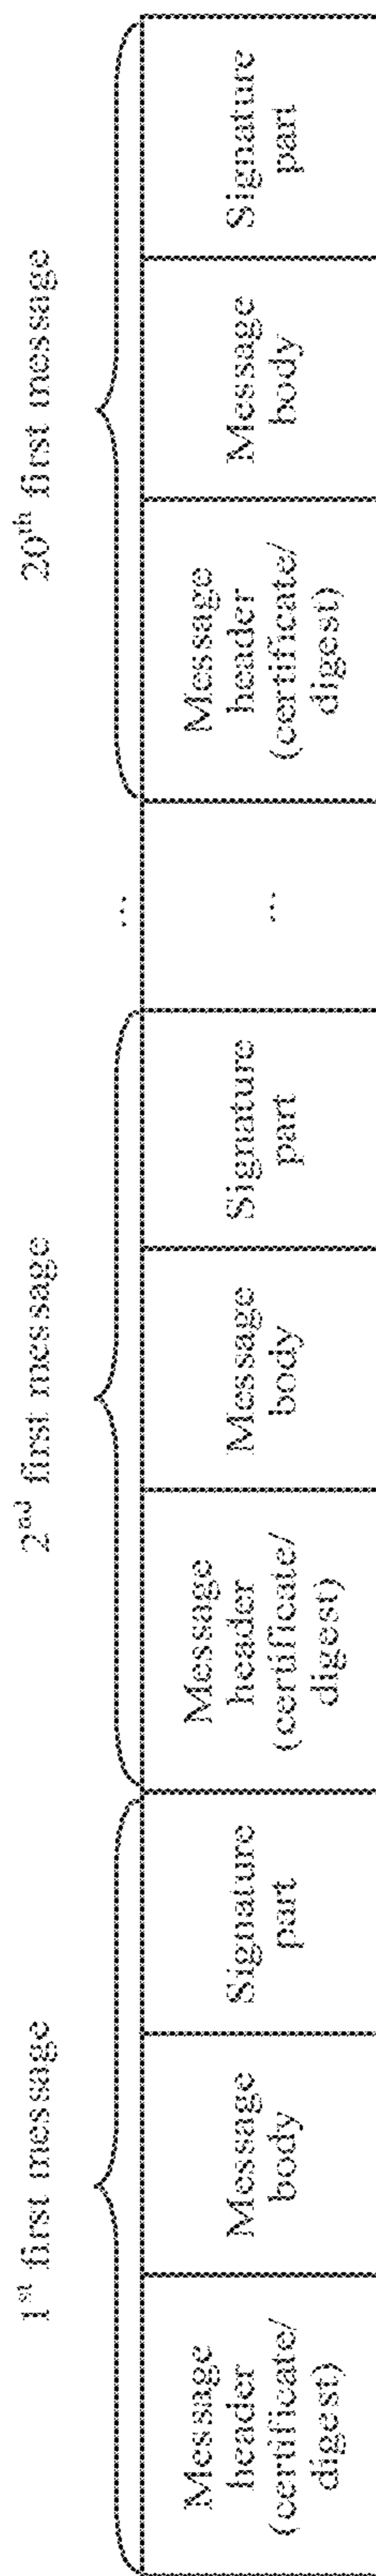 1st first message
2nd first message
...
20th first message
Message
header
(certificate/
digest)
Message
body
Signature
part
Message
header
(certificate/
digest)
Message
body
Signature
part
...
Message
header
(certificate/
digest)
Message
body
Signature
part